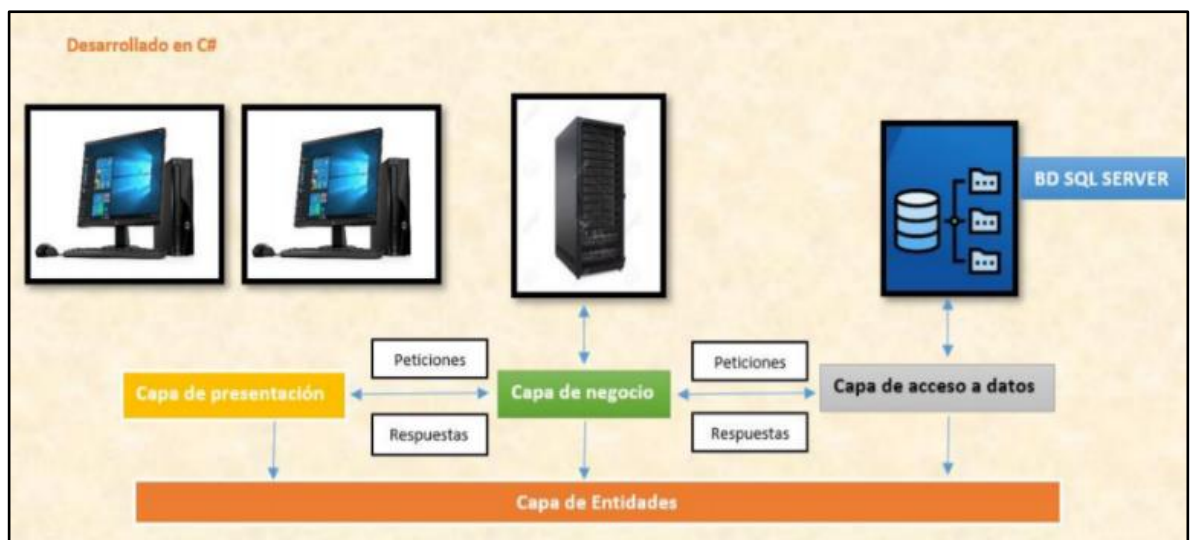 Desarrollado en C#
BD SQL SERVER
Peticiones
Peticiones
Capa de presentación
Capa de negocio
Capa de acceso a datos
Respuestas
Respuestas
Capa de Entidades